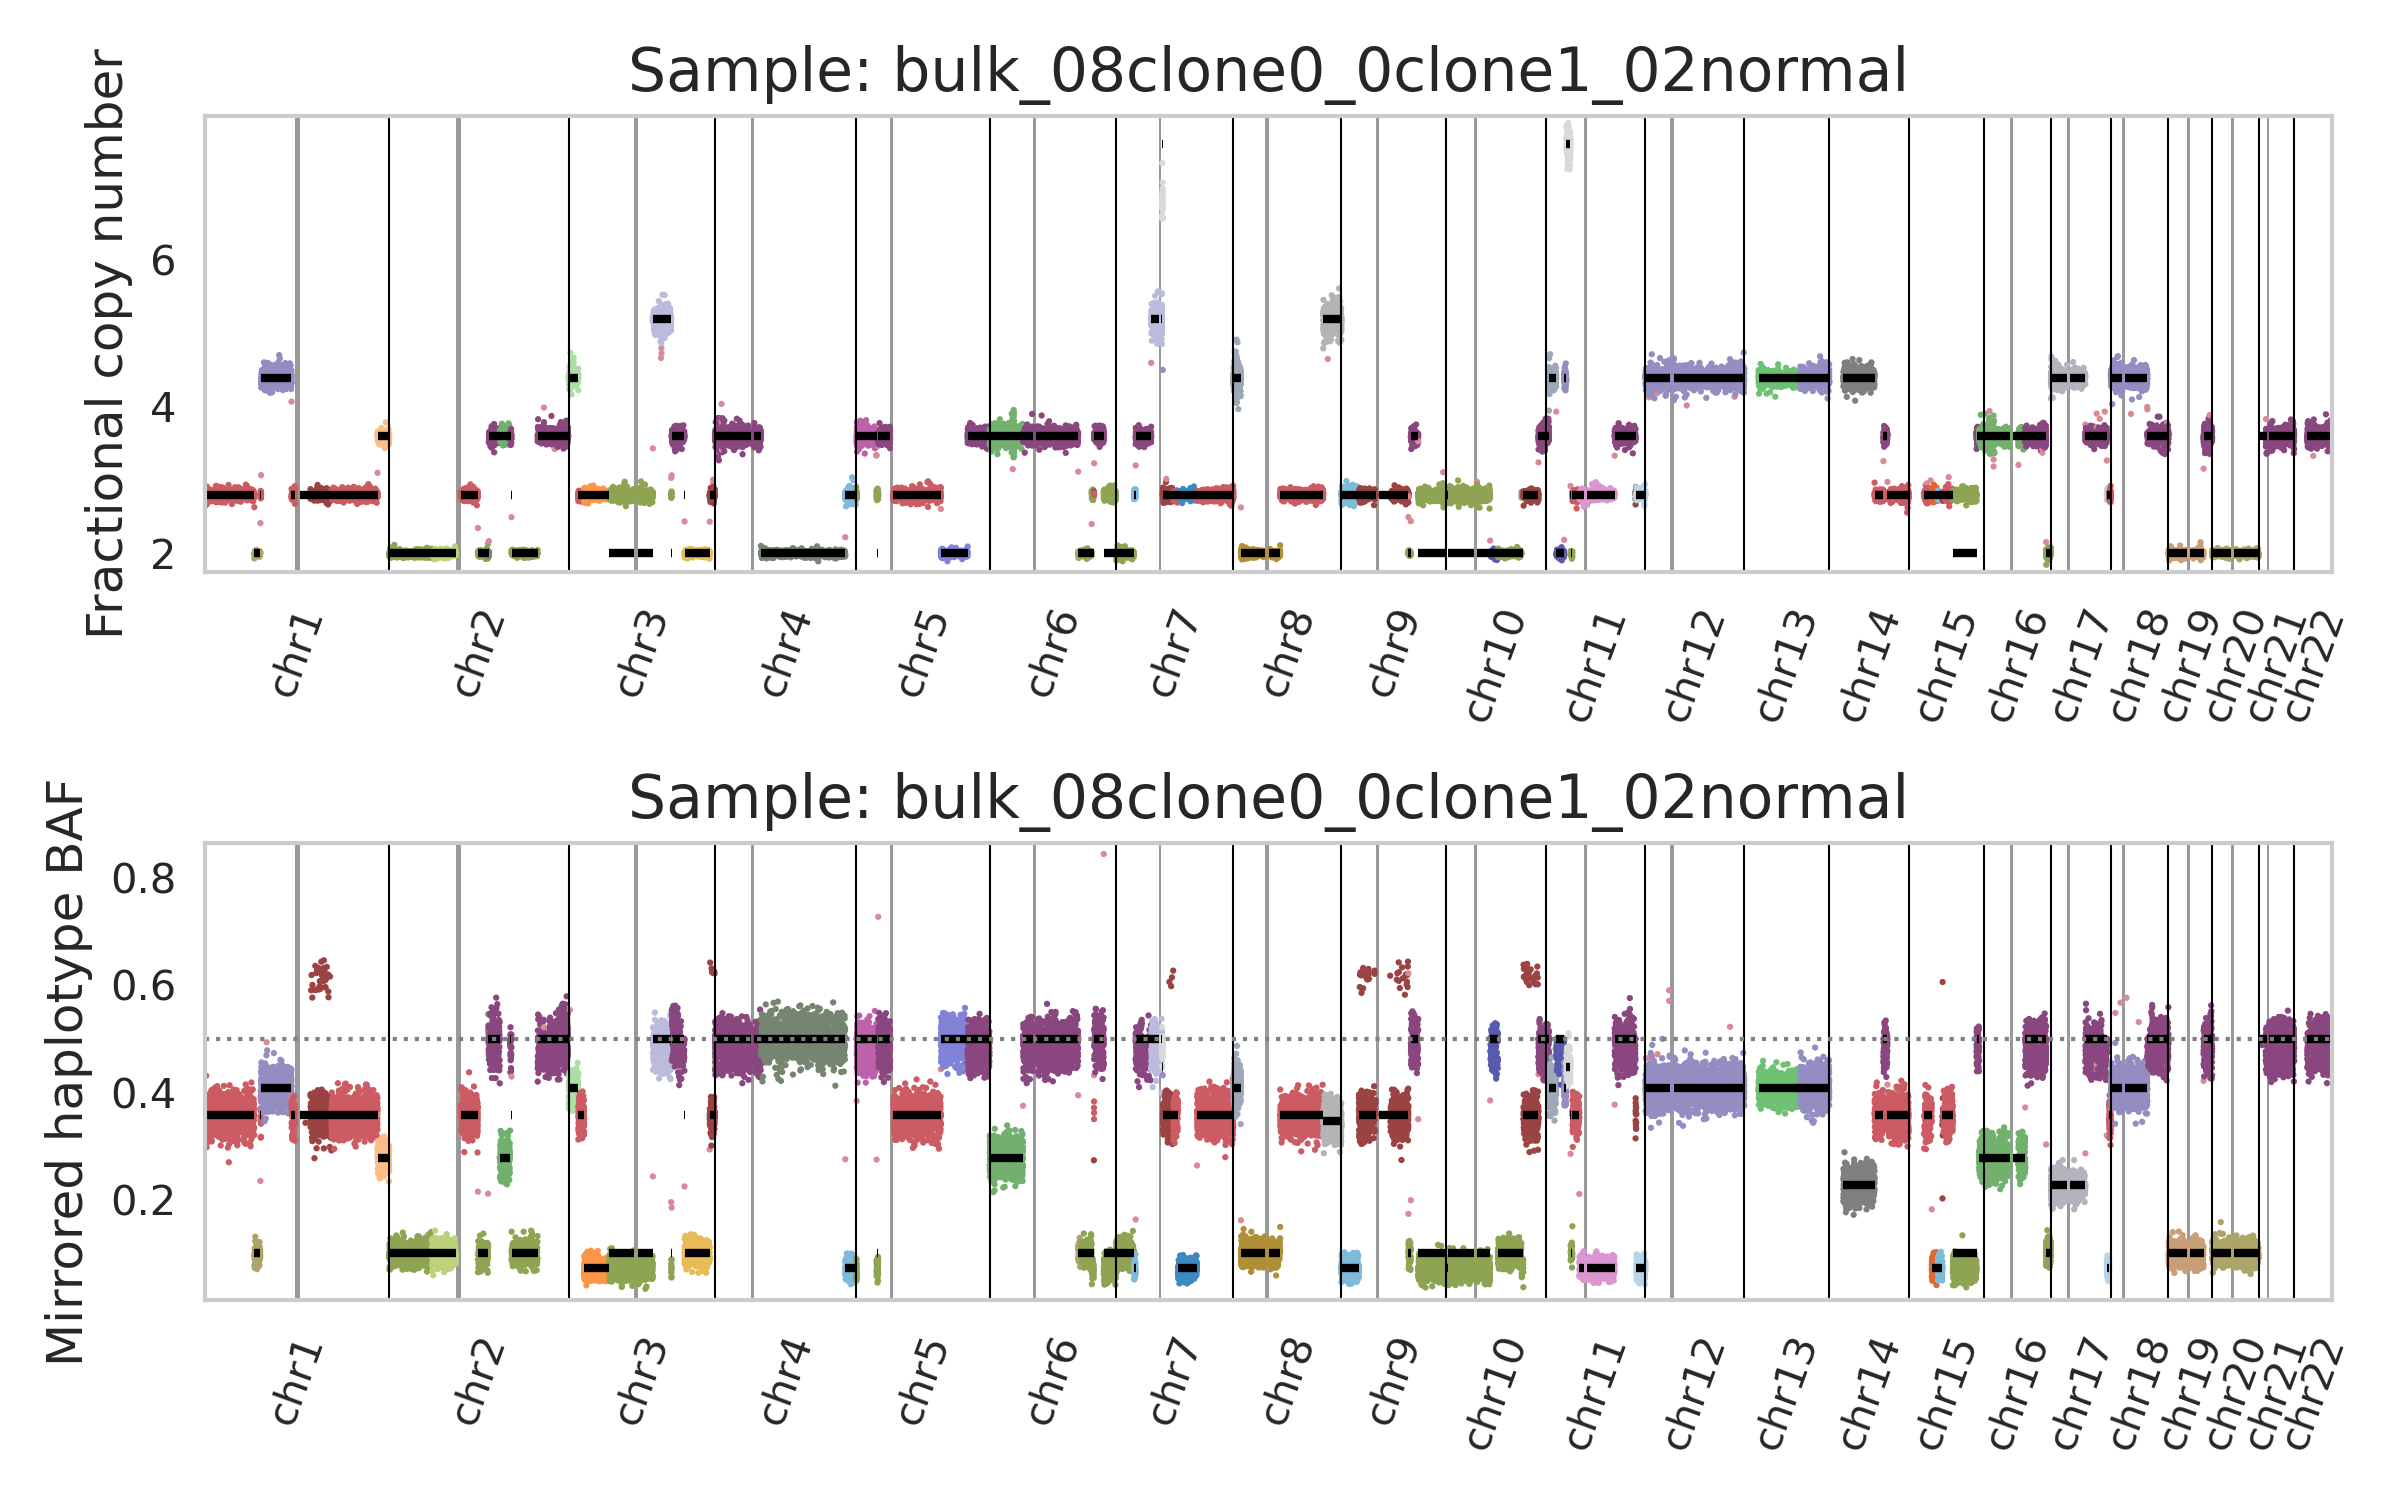 Sample: bulk_08clone0_0clone1_02normal
Fractional copy number
6
4
2
chr1
chr2
chr3
chr4
chr5
chr6
chr7
chr8
chr9
chr10
chr11
chr12
chr13
chr14
chr15
chr16
chr17
chr18
chr19
chr20
chr21
chr22
Sample: bulk_08clone0_0clone1_02normal
Mirrored haplotype BAF
0.8
0.6
0.4
0.2
chr1
chr2
chr3
chr4
chr5
chr6
chr7
chr8
chr9
chr10
chr11
chr12
chr13
chr14
chr15
chr16
chr17
chr18
chr19
chr20
chr21
chr22